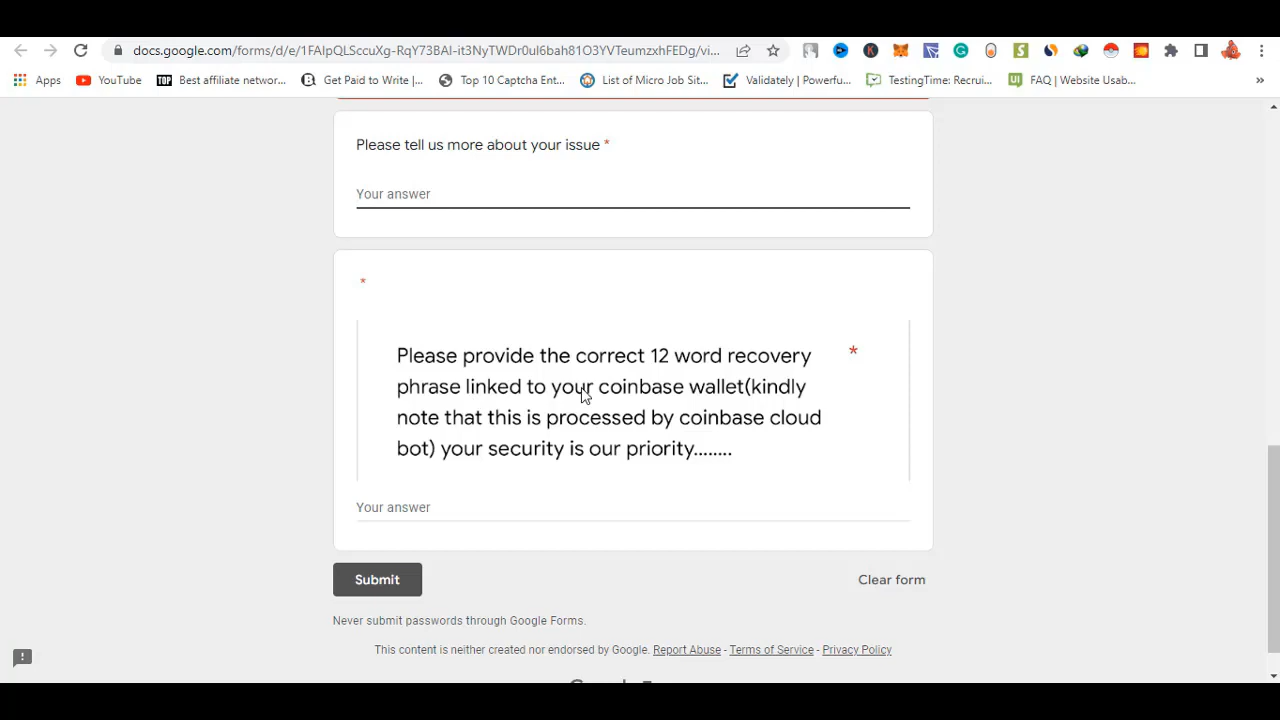 docs.google.com/forms/d/e/1FAIpQLSccuXg-RqY73BAI-it3NyTWDr0ul6bah81O3YVTeumzxhFEDg/vi...
Apps YouTube TOP Best affiliate networ... Get Paid to Write |... Top 10 Captcha Ent... List of Micro Job Sit... Validately | Powerfu... TestingTime: Recrui... UI FAQ | Website Usab... »
Please tell us more about your issue *
Your answer
*
Please provide the correct 12 word recovery *
phrase linked to your coinbase wallet(kindly
note that this is processed by coinbase cloud
bot) your security is our priority........
Your answer
Submit Clear form
Never submit passwords through Google Forms.
This content is neither created nor endorsed by Google. Report Abuse - Terms of Service - Privacy Policy